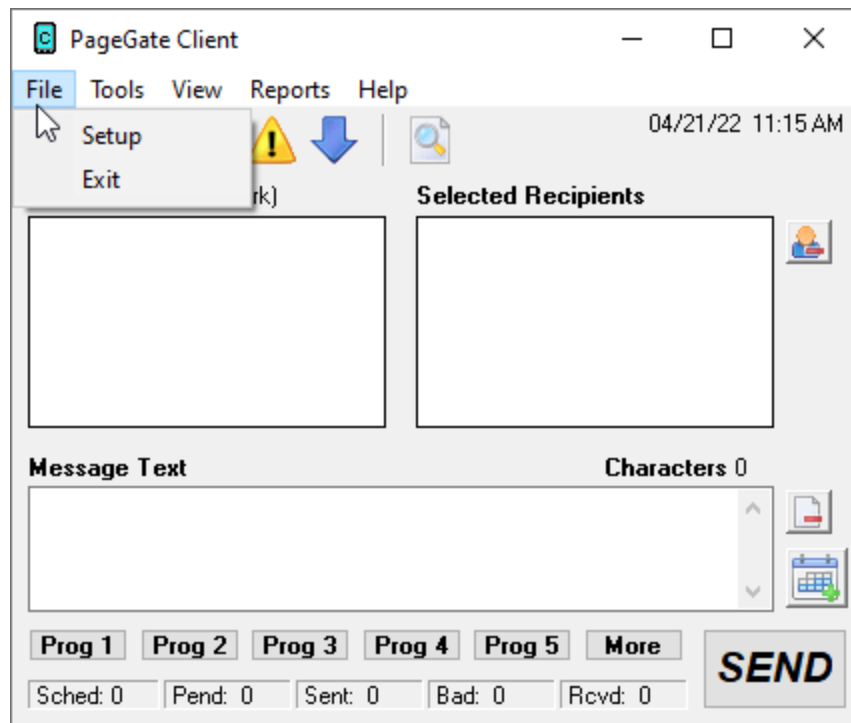 PageGate Client
File Tools View Reports Help
04/21/22 11:15 AM
Setup
Exit
rk)
Selected Recipients
Message Text
Characters 0
Prog 1 Prog 2 Prog 3 Prog 4 Prog 5 More
SEND
Sched: 0 Pend: 0 Sent: 0 Bad: 0 Rcvd: 0